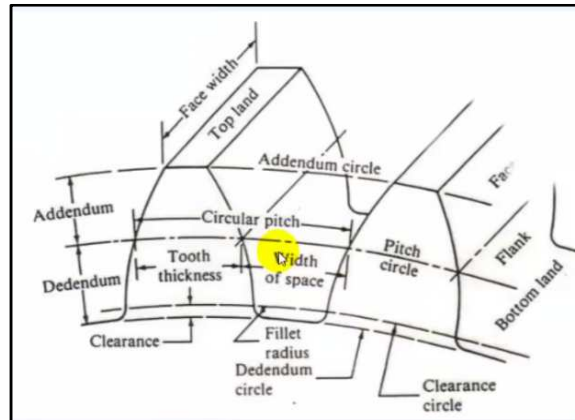 Face width
Top land
Addendum circle
Addendum
Circular pitch
Pitch
circle
Flank
Tooth
thickness
Width
of space
Dedendum
Bottom land
Clearance
Fillet
radius
Dedendum
circle
Clearance
circle